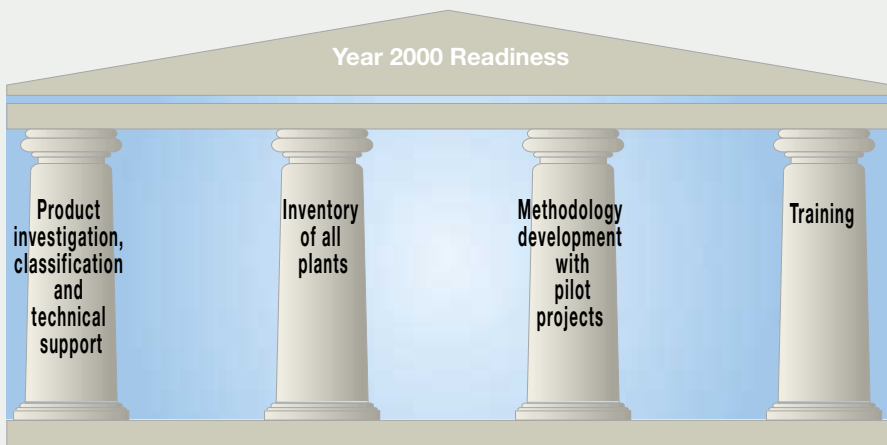 Year 2000 Readiness
Product
investigation,
classification
and
technical
support
Inventory
of all
plants
Methodology
development
with
pilot
projects
Training